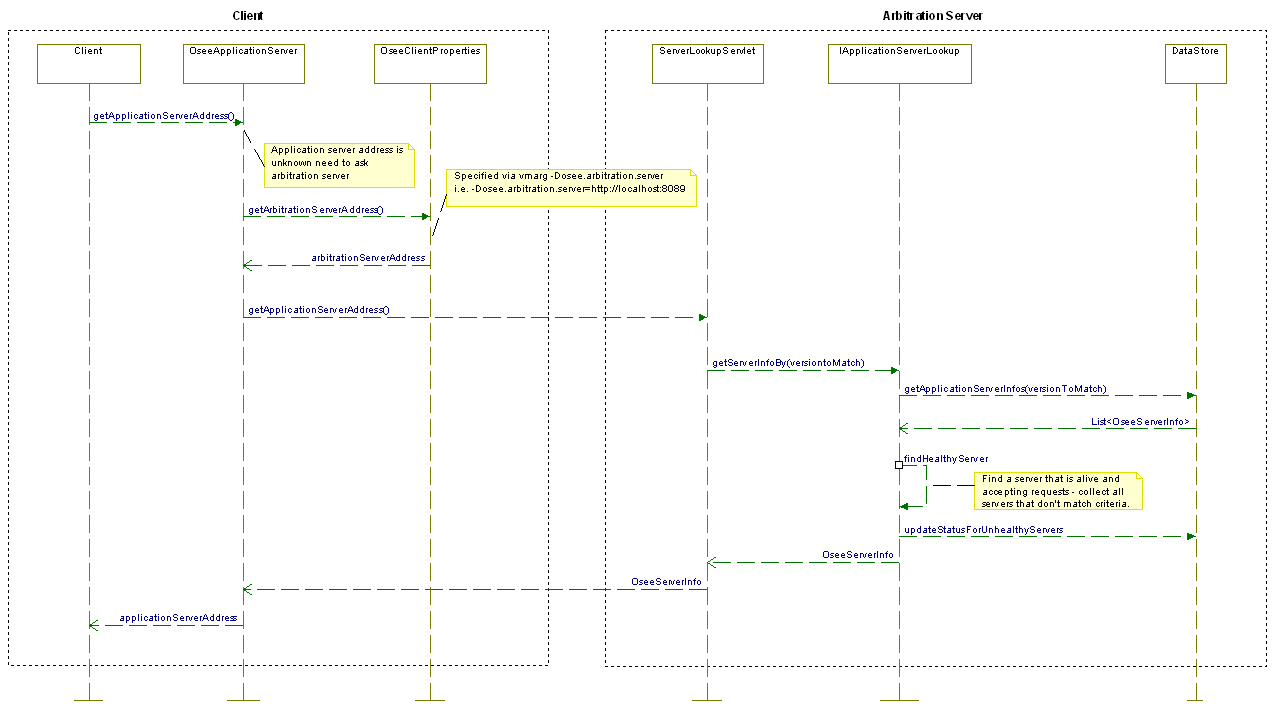 Client
Arbitration Server
Client
OseeApplicationServer
OseeClientProperties
ServerLookupServlet
IApplicationServerLookup
DataStore
getApplicationServerAddress()
Application server address is
unknown need to ask
arbitration server
Specified via vmarg -Dosee.arbitration.server
i.e. -Dosee.arbitration.server=http://localhost:8089
getArbitrationServerAddress()
arbitrationServerAddress
getApplicationServerAddress()
getServerInfoBy(versiontoMatch)
getApplicationServerInfos(versionToMatch)
List<OseeServerInfo>
findHealthyServer
Find a server that is alive and
accepting requests - collect all
servers that don't match criteria.
updateStatusForUnhealthyServers
OseeServerInfo
OseeServerInfo
applicationServerAddress